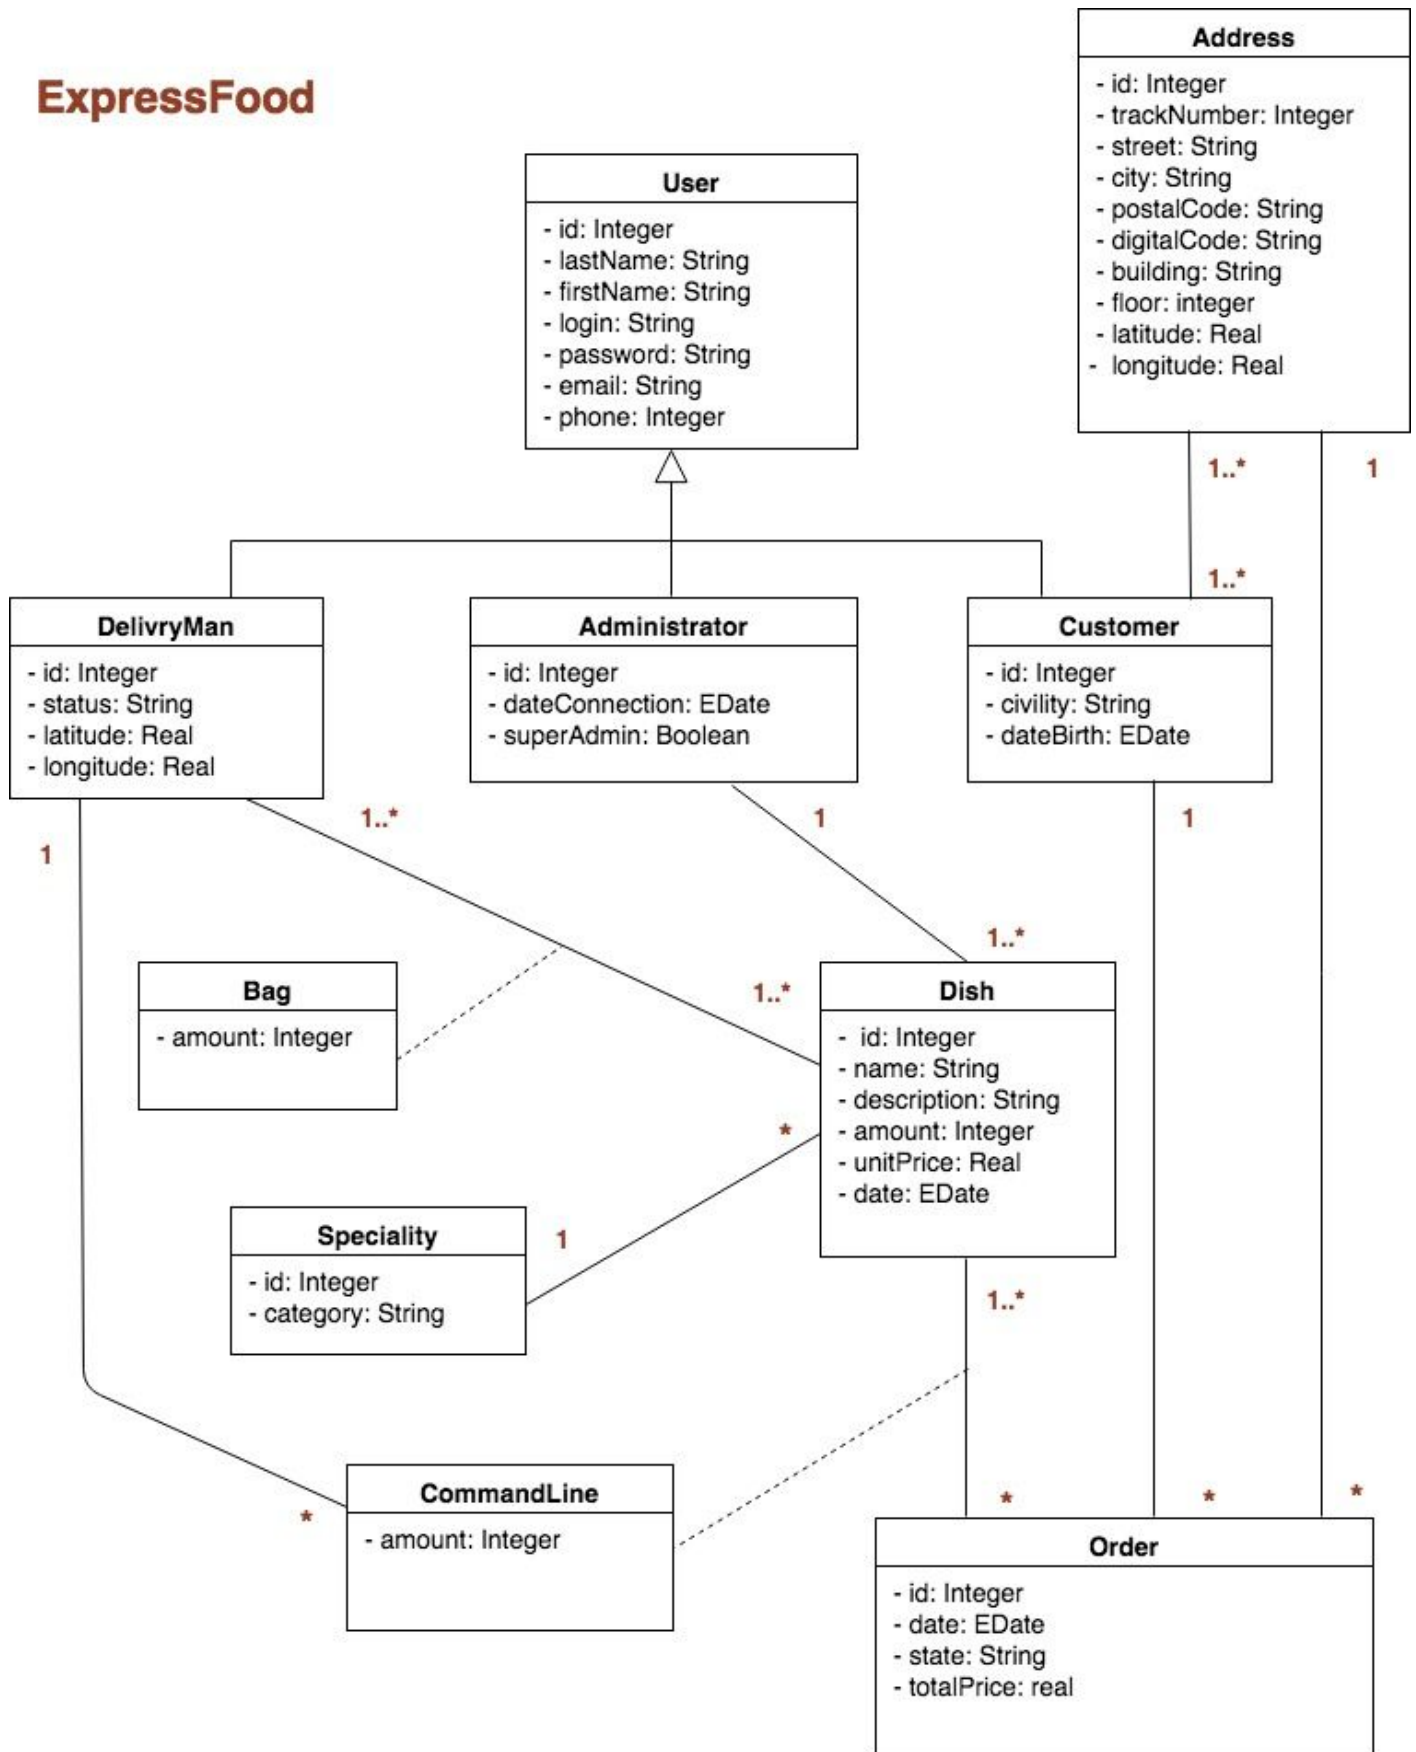 ExpressFood
Address
- id: Integer
- trackNumber: Integer
- street: String
- city: String
- postalCode: String
- digitalCode: String
- building: String
- floor: integer
- latitude: Real
- longitude: Real
User
- id: Integer
- lastName: String
- firstName: String
- login: String
- password: String
- email: String
- phone: Integer
1..*
1
1..*
DelivryMan
- id: Integer
- status: String
- latitude: Real
- longitude: Real
Administrator
- id: Integer
- dateConnection: EDate
- superAdmin: Boolean
Customer
- id: Integer
- civility: String
- dateBirth: EDate
1
1..*
1
1
1..*
Bag
- amount: Integer
1..*
Dish
- id: Integer
- name: String
- description: String
- amount: Integer
- unitPrice: Real
- date: EDate
*
Speciality
- id: Integer
- category: String
1
1..*
CommandLine
- amount: Integer
*
*
*
*
Order
- id: Integer
- date: EDate
- state: String
- totalPrice: real